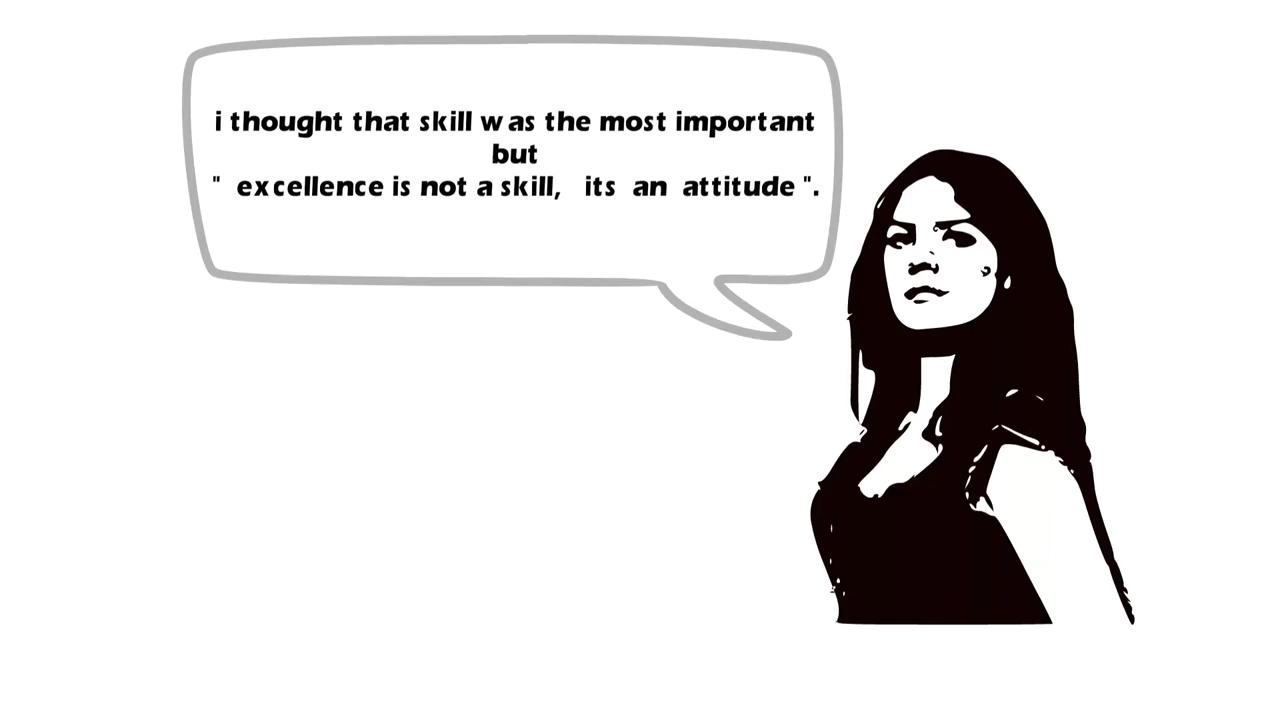 i thought that skill was the most important
but
" excellence is not a skill, its an attitude ".